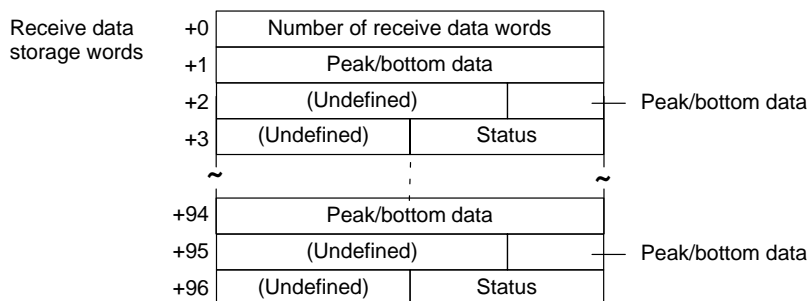 Receive data
storage words
+0 Number of receive data words
+1 Peak/bottom data
+2 (Undefined) Peak/bottom data
+3 (Undefined) Status
~ ~
+94 Peak/bottom data
+95 (Undefined) Peak/bottom data
+96 (Undefined) Status